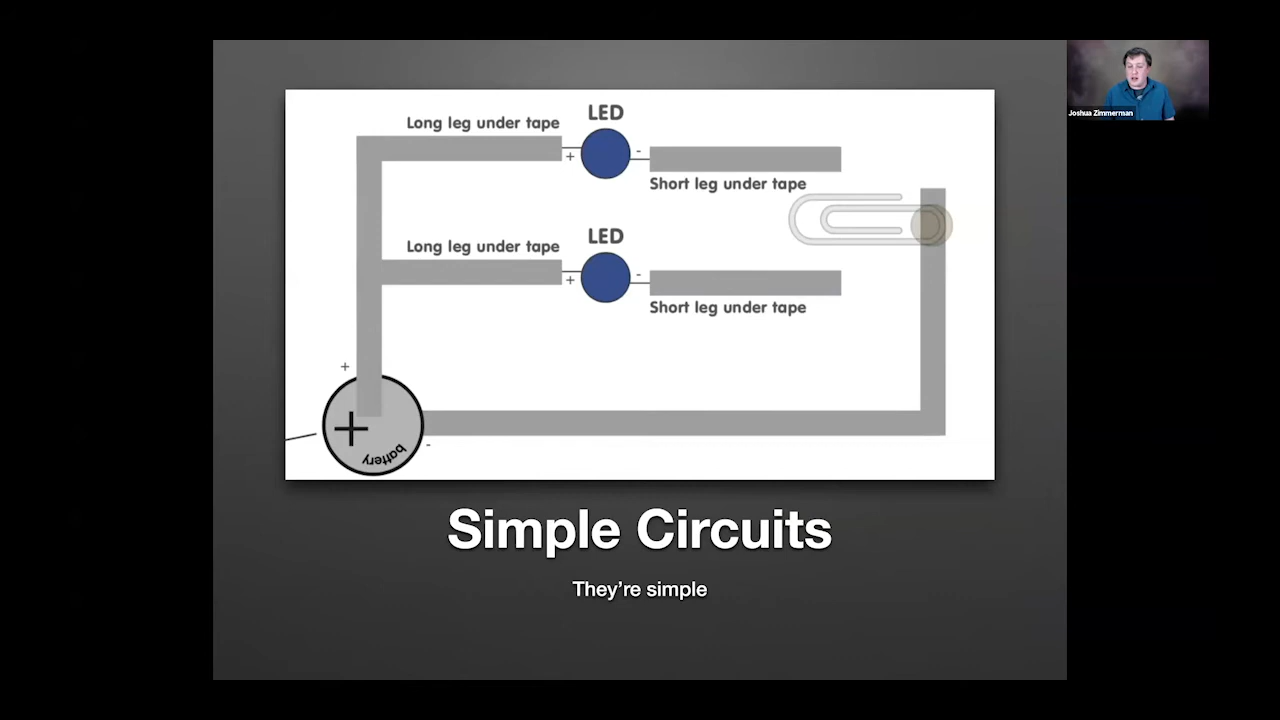 LED
Long leg under tape
+
-
Short leg under tape
LED
Long leg under tape
+
-
Short leg under tape
+
+
battery
-
Simple Circuits
They're simple
Joshua Zimmerman